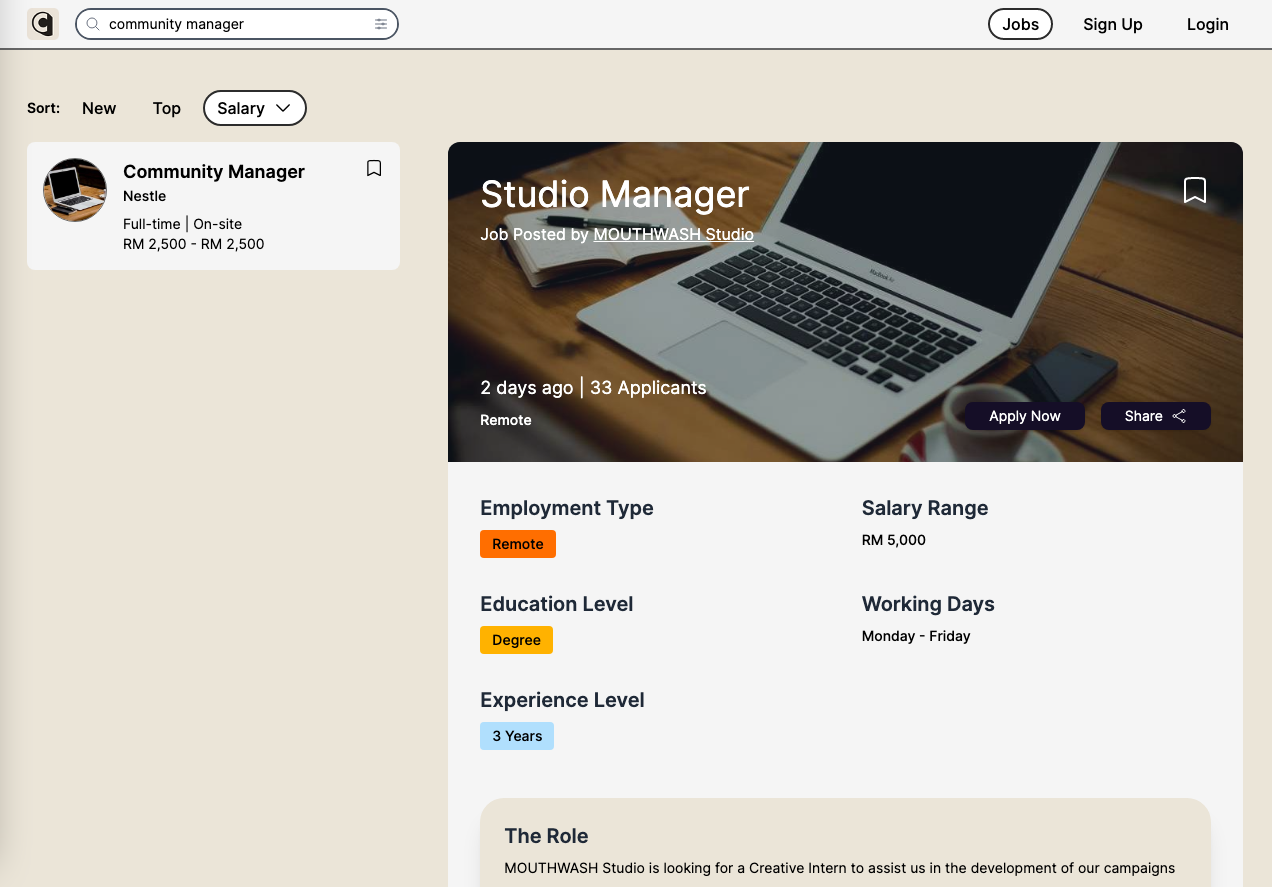 community manager
Jobs
Sign Up
Login
Sort:
New
Top
Salary
Community Manager
Nestle
Full-time | On-site
RM 2,500 - RM 2,500
Studio Manager
Job Posted by MOUTHWASH Studio
2 days ago | 33 Applicants
Remote
Apply Now
Share
Employment Type
Remote
Salary Range
RM 5,000
Education Level
Degree
Working Days
Monday - Friday
Experience Level
3 Years
The Role
MOUTHWASH Studio is looking for a Creative Intern to assist us in the development of our campaigns